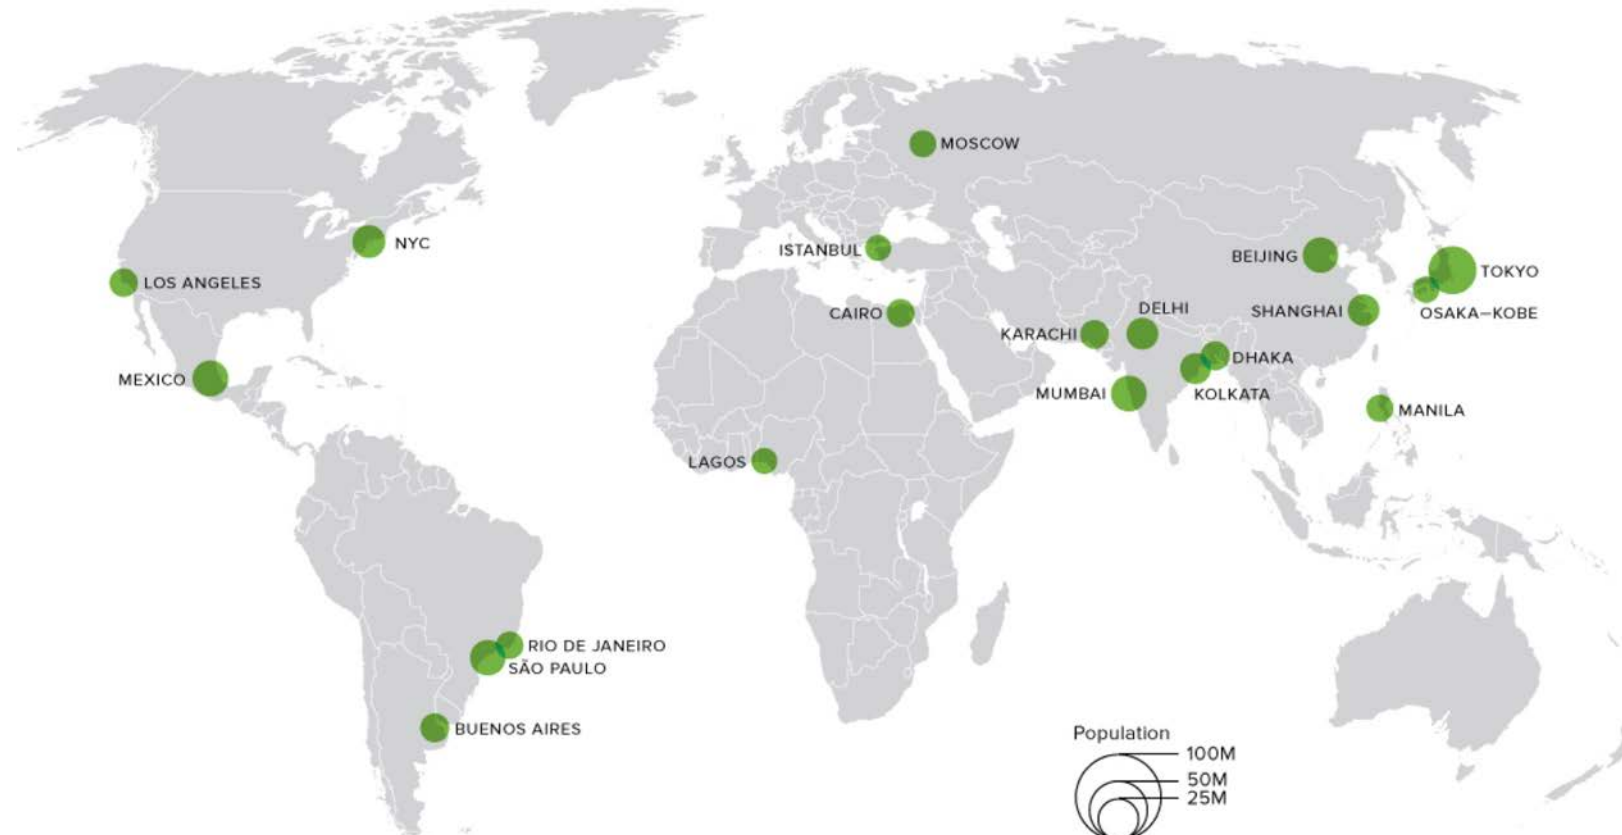 MOSCOW
NYC
ISTANBUL
BEIJING
TOKYO
LOS ANGELES
DELHI
CAIRO
SHANGHAI
OSAKA–KOBE
KARACHI
DHAKA
MEXICO
MUMBAI
KOLKATA
MANILA
LAGOS
RIO DE JANEIRO
SÃO PAULO
BUENOS AIRES
Population
100M
50M
25M